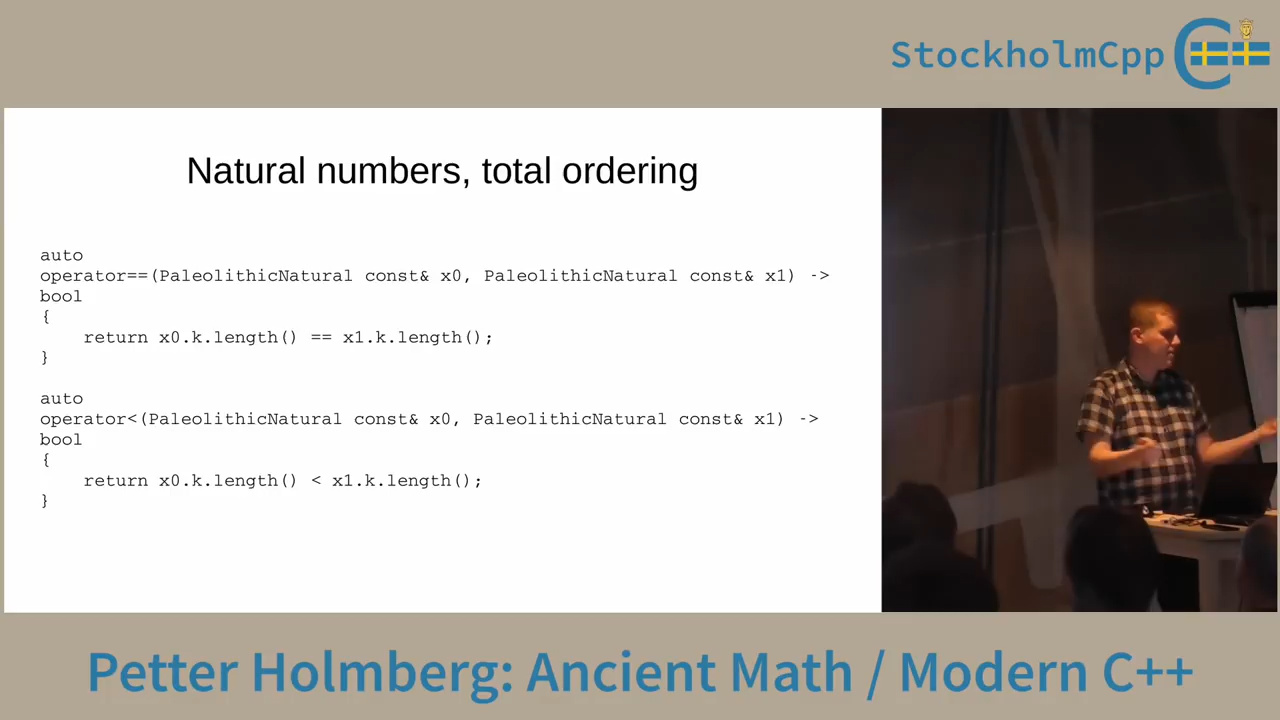 StockholmCpp
Natural numbers, total ordering
auto
operator==(PaleolithicNatural const& x0, PaleolithicNatural const& x1) ->
bool
{
    return x0.k.length() == x1.k.length();
}
auto
operator<(PaleolithicNatural const& x0, PaleolithicNatural const& x1) ->
bool
{
    return x0.k.length() < x1.k.length();
}
Petter Holmberg: Ancient Math / Modern C++